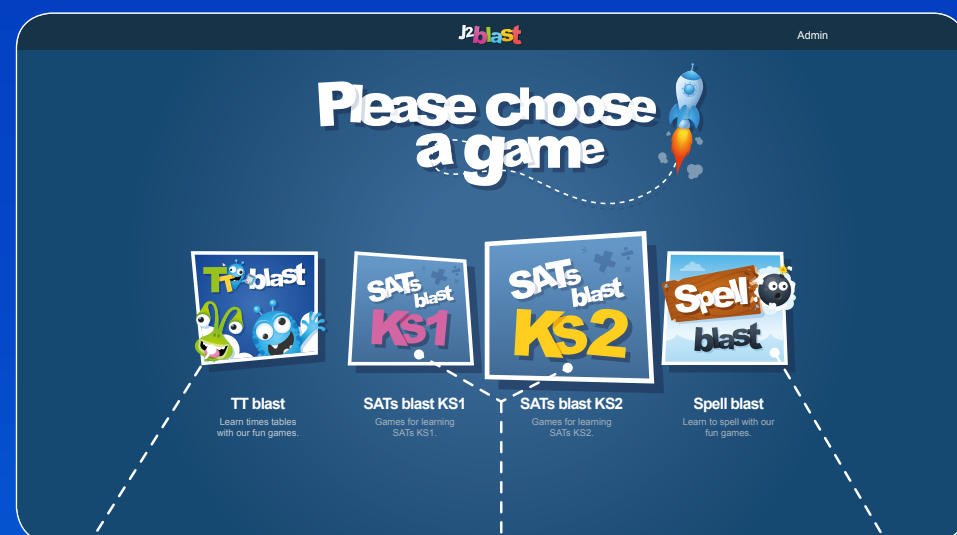 J2blast
Admin
Please choose
a game
TT blast
SATs
blast
KS1
SATs
blast
KS2
Spell
blast
TT blast
Learn times tables
with our fun games.
SATs blast KS1
Games for learning
SATs KS1.
SATs blast KS2
Games for learning
SATs KS2.
Spell blast
Learn to spell with our
fun games.